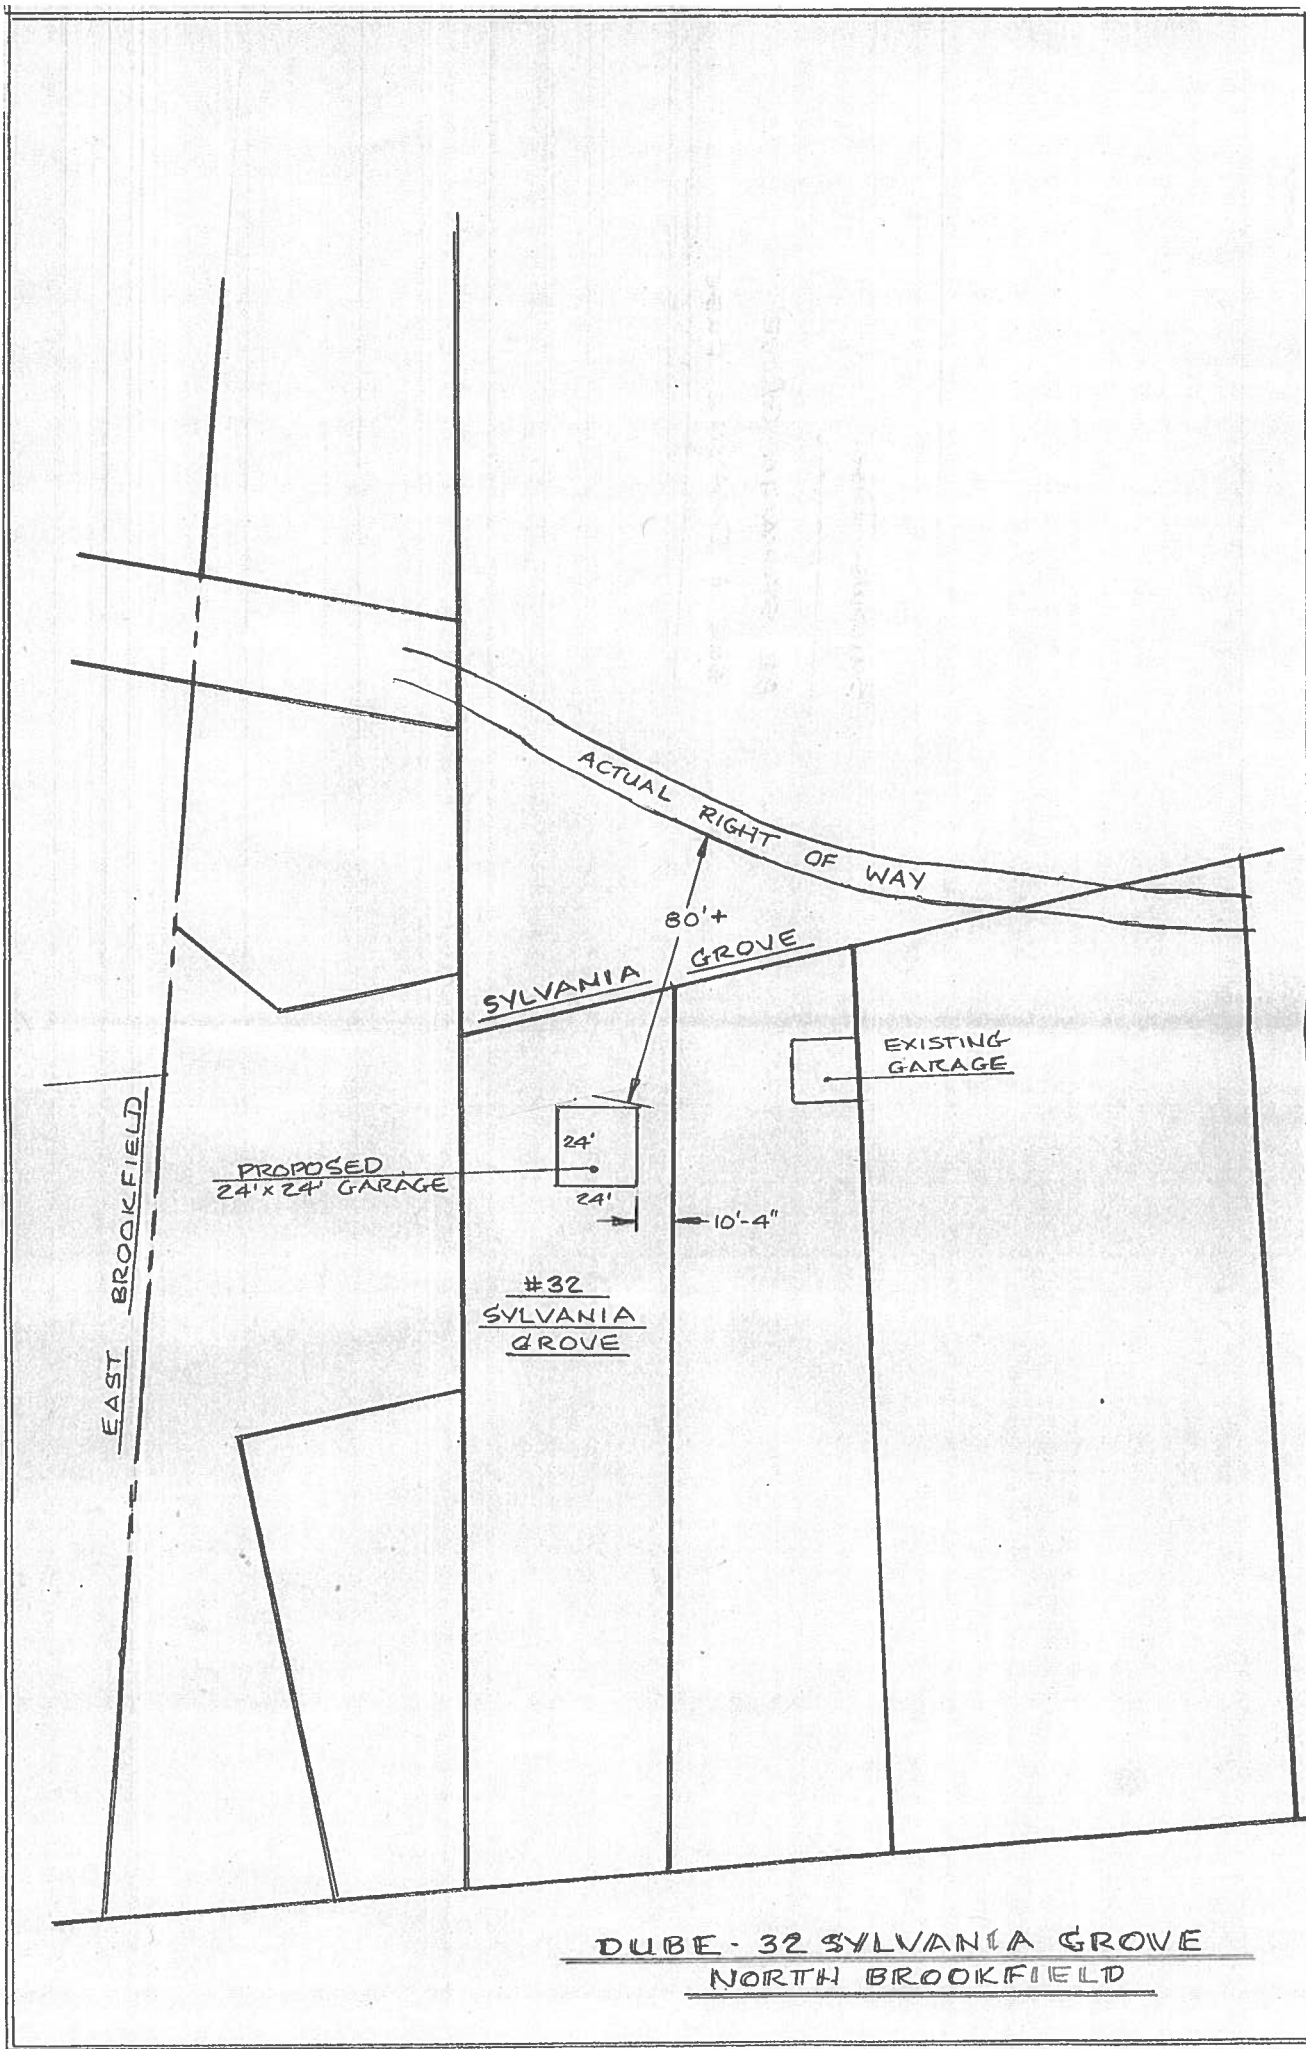 ACTUAL RIGHT OF WAY
80'+
SYLVANIA GROVE
EXISTING
GARAGE
24'
PROPOSED
24'x24' GARAGE
24'
10'-4"
EAST BROOKFIELD
#32
SYLVANIA
GROVE
DUBE - 32 SYLVANIA GROVE
NORTH BROOKFIELD